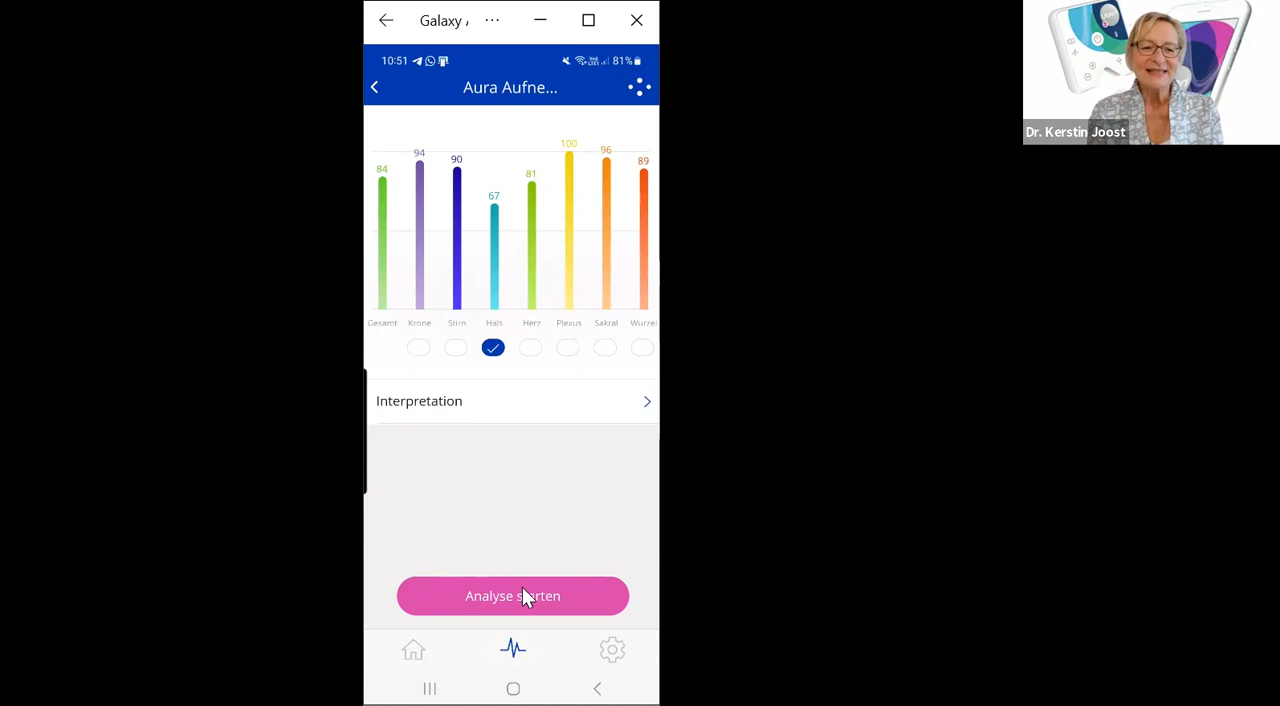 Galaxy A ...
10:51 81%
Aura Aufne...
84 94 90 67 81 100 96 89
Gesamt Krone Stirn Hals Herz Plexus Sakral Wurzel
Interpretation
Analyse starten
Dr. Kerstin Joost